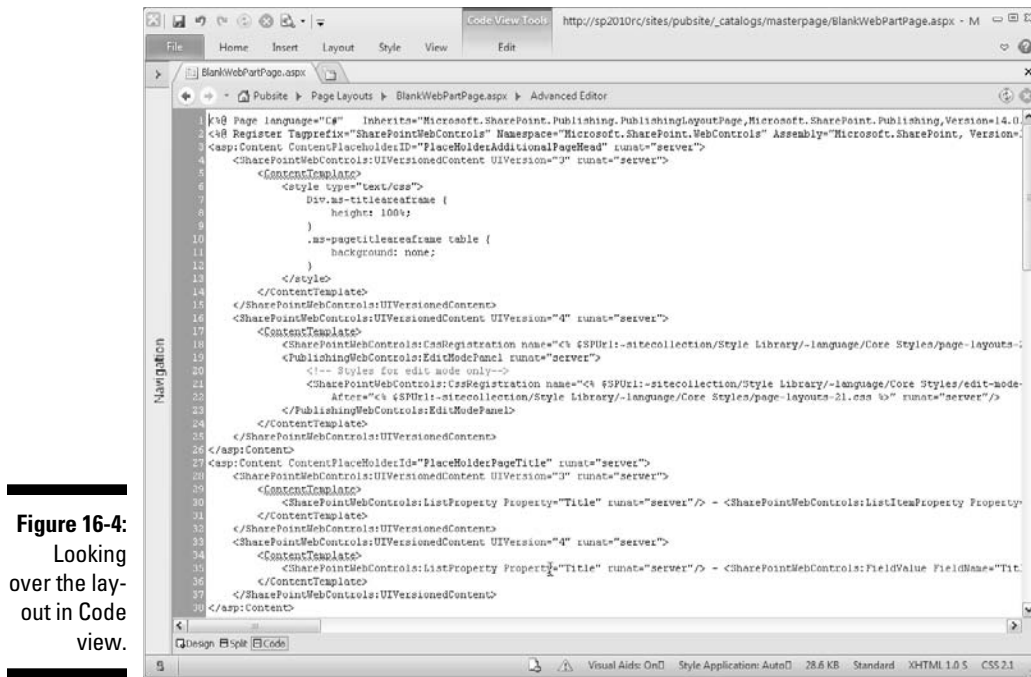 Code View Tools
http://sp2010rc/sites/pubsite/_catalogs/masterpage/BlankWebPartPage.aspx - M
File Home Insert Layout Style View Edit
BlankWebPartPage.aspx
Pubsite Page Layouts BlankWebPartPage.aspx Advanced Editor
Navigation
1 <%@ Page language="C#" Inherits="Microsoft.SharePoint.Publishing.PublishingLayoutPage,Microsoft.SharePoint.Publishing,Version=14.0.
2 <%@ Register Tagprefix="SharePointWebControls" Namespace="Microsoft.SharePoint.WebControls" Assembly="Microsoft.SharePoint, Version=
3 <asp:Content ContentPlaceholderID="PlaceHolderAdditionalPageHead" runat="server">
4 <SharePointWebControls:UIVersionedContent UIVersion="3" runat="server">
5 <ContentTemplate>
6 <style type="text/css">
7 Div.ms-titleareaframe {
8 height: 100%;
9 }
10 .ms-pagetitleareaframe table {
11 background: none;
12 }
13 </style>
14 </ContentTemplate>
15 </SharePointWebControls:UIVersionedContent>
16 <SharePointWebControls:UIVersionedContent UIVersion="4" runat="server">
17 <ContentTemplate>
18 <SharePointWebControls:CssRegistration name="<% $SPUrl:~sitecollection/Style Library/~language/Core Styles/page-layouts-2
19 <PublishingWebControls:EditModePanel runat="server">
20 <!-- Styles for edit mode only-->
21 <SharePointWebControls:CssRegistration name="<% $SPUrl:~sitecollection/Style Library/~language/Core Styles/edit-mode-
22 After="<% $SPUrl:~sitecollection/Style Library/~language/Core Styles/page-layouts-21.css %>" runat="server"/>
23 </PublishingWebControls:EditModePanel>
24 </ContentTemplate>
25 </SharePointWebControls:UIVersionedContent>
26 </asp:Content>
27 <asp:Content ContentPlaceHolderId="PlaceHolderPageTitle" runat="server">
28 <SharePointWebControls:UIVersionedContent UIVersion="3" runat="server">
29 <ContentTemplate>
30 <SharePointWebControls:ListProperty Property="Title" runat="server"/> - <SharePointWebControls:ListItemProperty Property=
31 </ContentTemplate>
32 </SharePointWebControls:UIVersionedContent>
33 <SharePointWebControls:UIVersionedContent UIVersion="4" runat="server">
34 <ContentTemplate>
35 <SharePointWebControls:ListProperty Property="Title" runat="server"/> - <SharePointWebControls:FieldValue FieldName="Tit
36 </ContentTemplate>
37 </SharePointWebControls:UIVersionedContent>
38 </asp:Content>
Design Split Code
Visual Aids: On Style Application: Auto 28.6 KB Standard XHTML 1.0 S CSS 2.1
Figure 16-4:
Looking
over the lay-
out in Code
view.